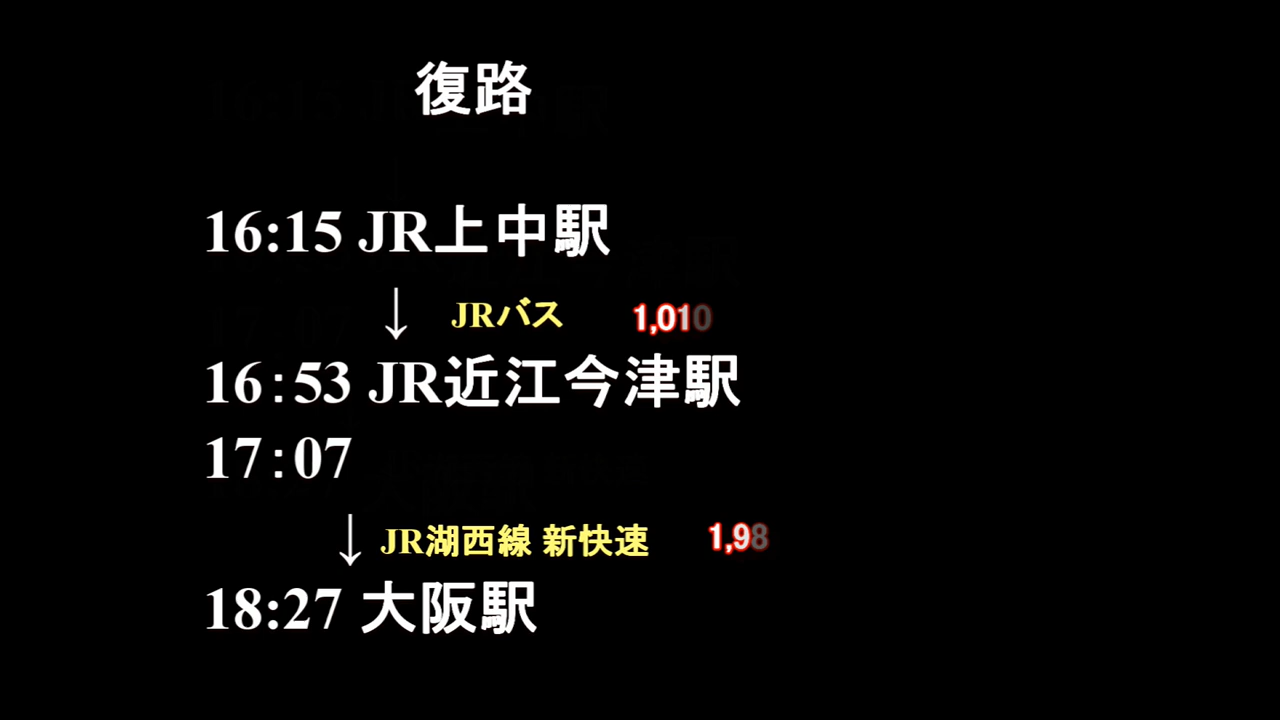 復路
16:15 JR上中駅
↓ JRバス 1,010
16:53 JR近江今津駅
17:07
↓ JR湖西線 新快速 1,98
18:27 大阪駅